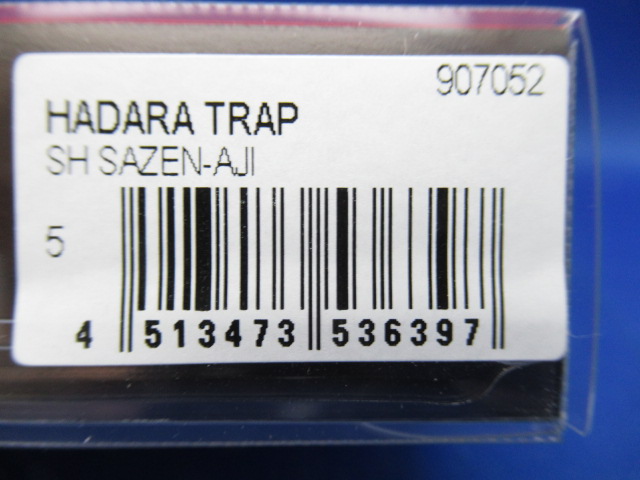 907052
HADARA TRAP
SH SAZEN-AJI
5
4 513473 536397